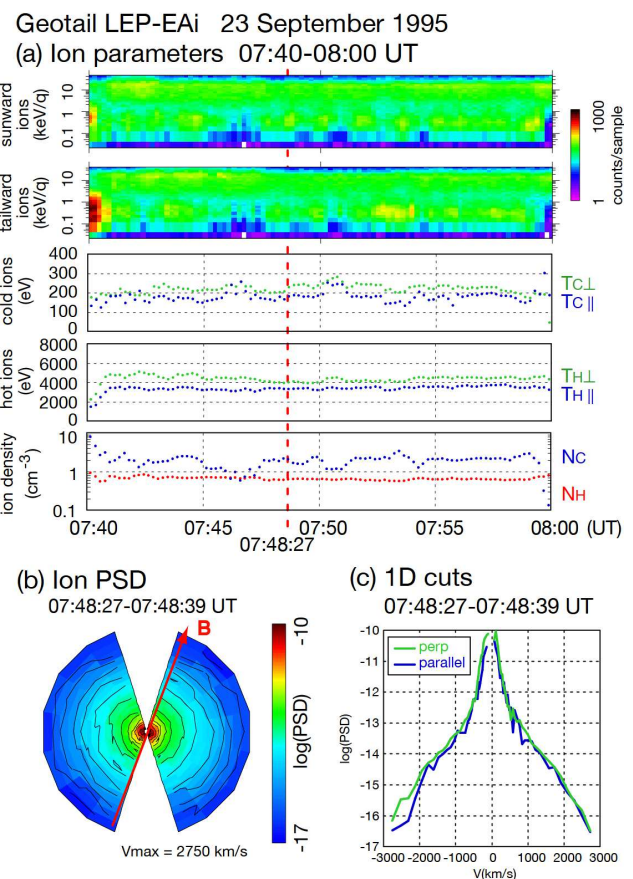 Geotail LEP-EAi 23 September 1995
(a) Ion parameters 07:40-08:00 UT
sunward ions (keV/q)
10
1
0.1
tailward ions (keV/q)
10
1
0.1
1000
1
counts/sample
cold ions (eV)
400
300
200
100
0
TC⊥
TC ∥
hot ions (eV)
8000
6000
4000
2000
0
TH⊥
TH ∥
ion density (cm⁻³)
10
1
0.1
NC
NH
07:40 07:45 07:50 07:55 08:00 (UT)
07:48:27
(b) Ion PSD
07:48:27-07:48:39 UT
B
-10
-17
log(PSD)
Vmax = 2750 km/s
(c) 1D cuts
07:48:27-07:48:39 UT
perp
parallel
log(PSD)
-10
-11
-12
-13
-14
-15
-16
-3000 -2000 -1000 0 1000 2000 3000
V(km/s)